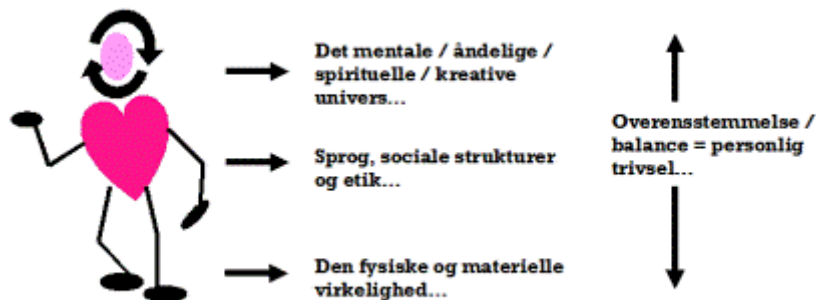 Det mentale / åndelige /
spirituelle / kreative
univers...
Sprog, sociale strukturer
og etik...
Den fysiske og materielle
virkelighed...
Overensstemmelse /
balance = personlig
trivsel...